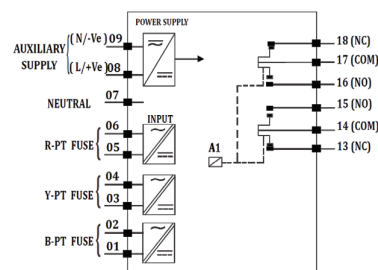 POWER SUPPLY
AUXILIARY SUPPLY
(N/-Ve) 09
(L/+Ve) 08
NEUTRAL 07
INPUT
R-PT FUSE
06
05
Y-PT FUSE
04
03
B-PT FUSE
02
01
A1
18 (NC)
17 (COM)
16 (NO)
15 (NO)
14 (COM)
13 (NC)